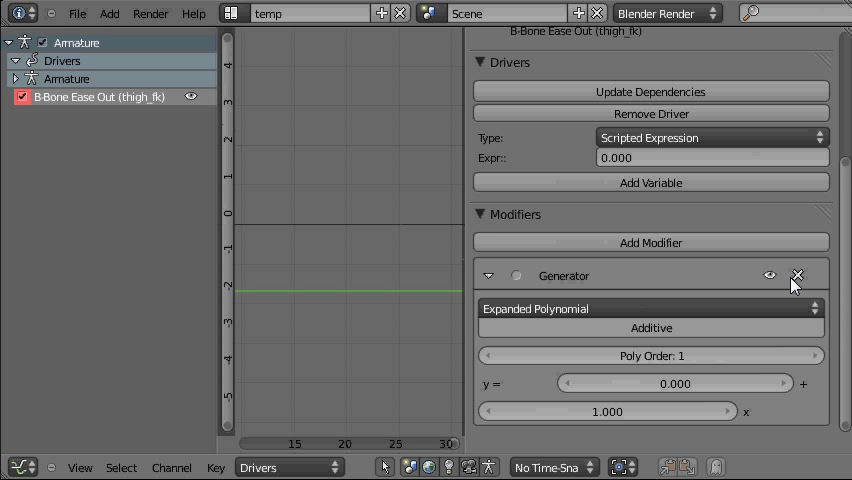 File Add Render Help temp Scene Blender Render
Armature
Drivers
Armature
B-Bone Ease Out (thigh_fk)
4
3
2
1
0
-1
-2
-3
-4
-5
15 20 25 30
B-Bone Ease Out (thigh_fk)
Drivers
Update Dependencies
Remove Driver
Type: Scripted Expression
Expr:: 0.000
Add Variable
Modifiers
Add Modifier
Generator
Expanded Polynomial
Additive
Poly Order: 1
y = 0.000 +
1.000 x
View Select Channel Key Drivers No Time-Sna